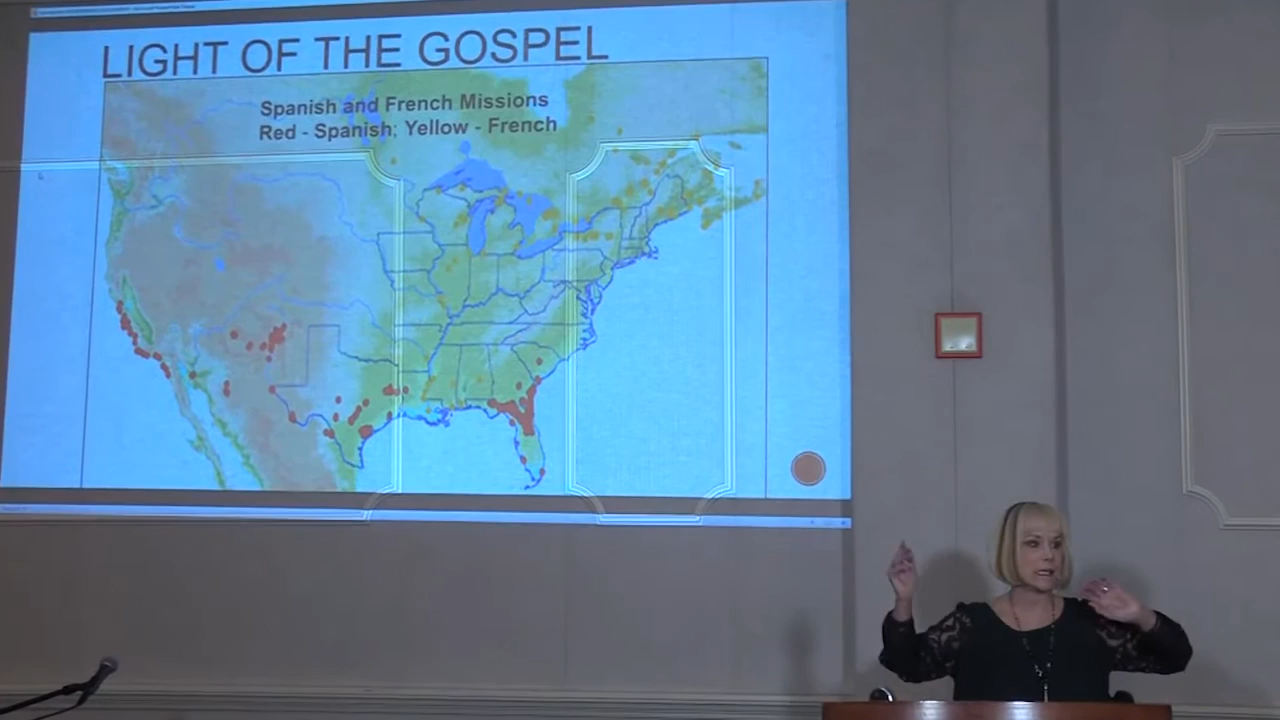 LIGHT OF THE GOSPEL
Spanish and French Missions
Red - Spanish; Yellow - French